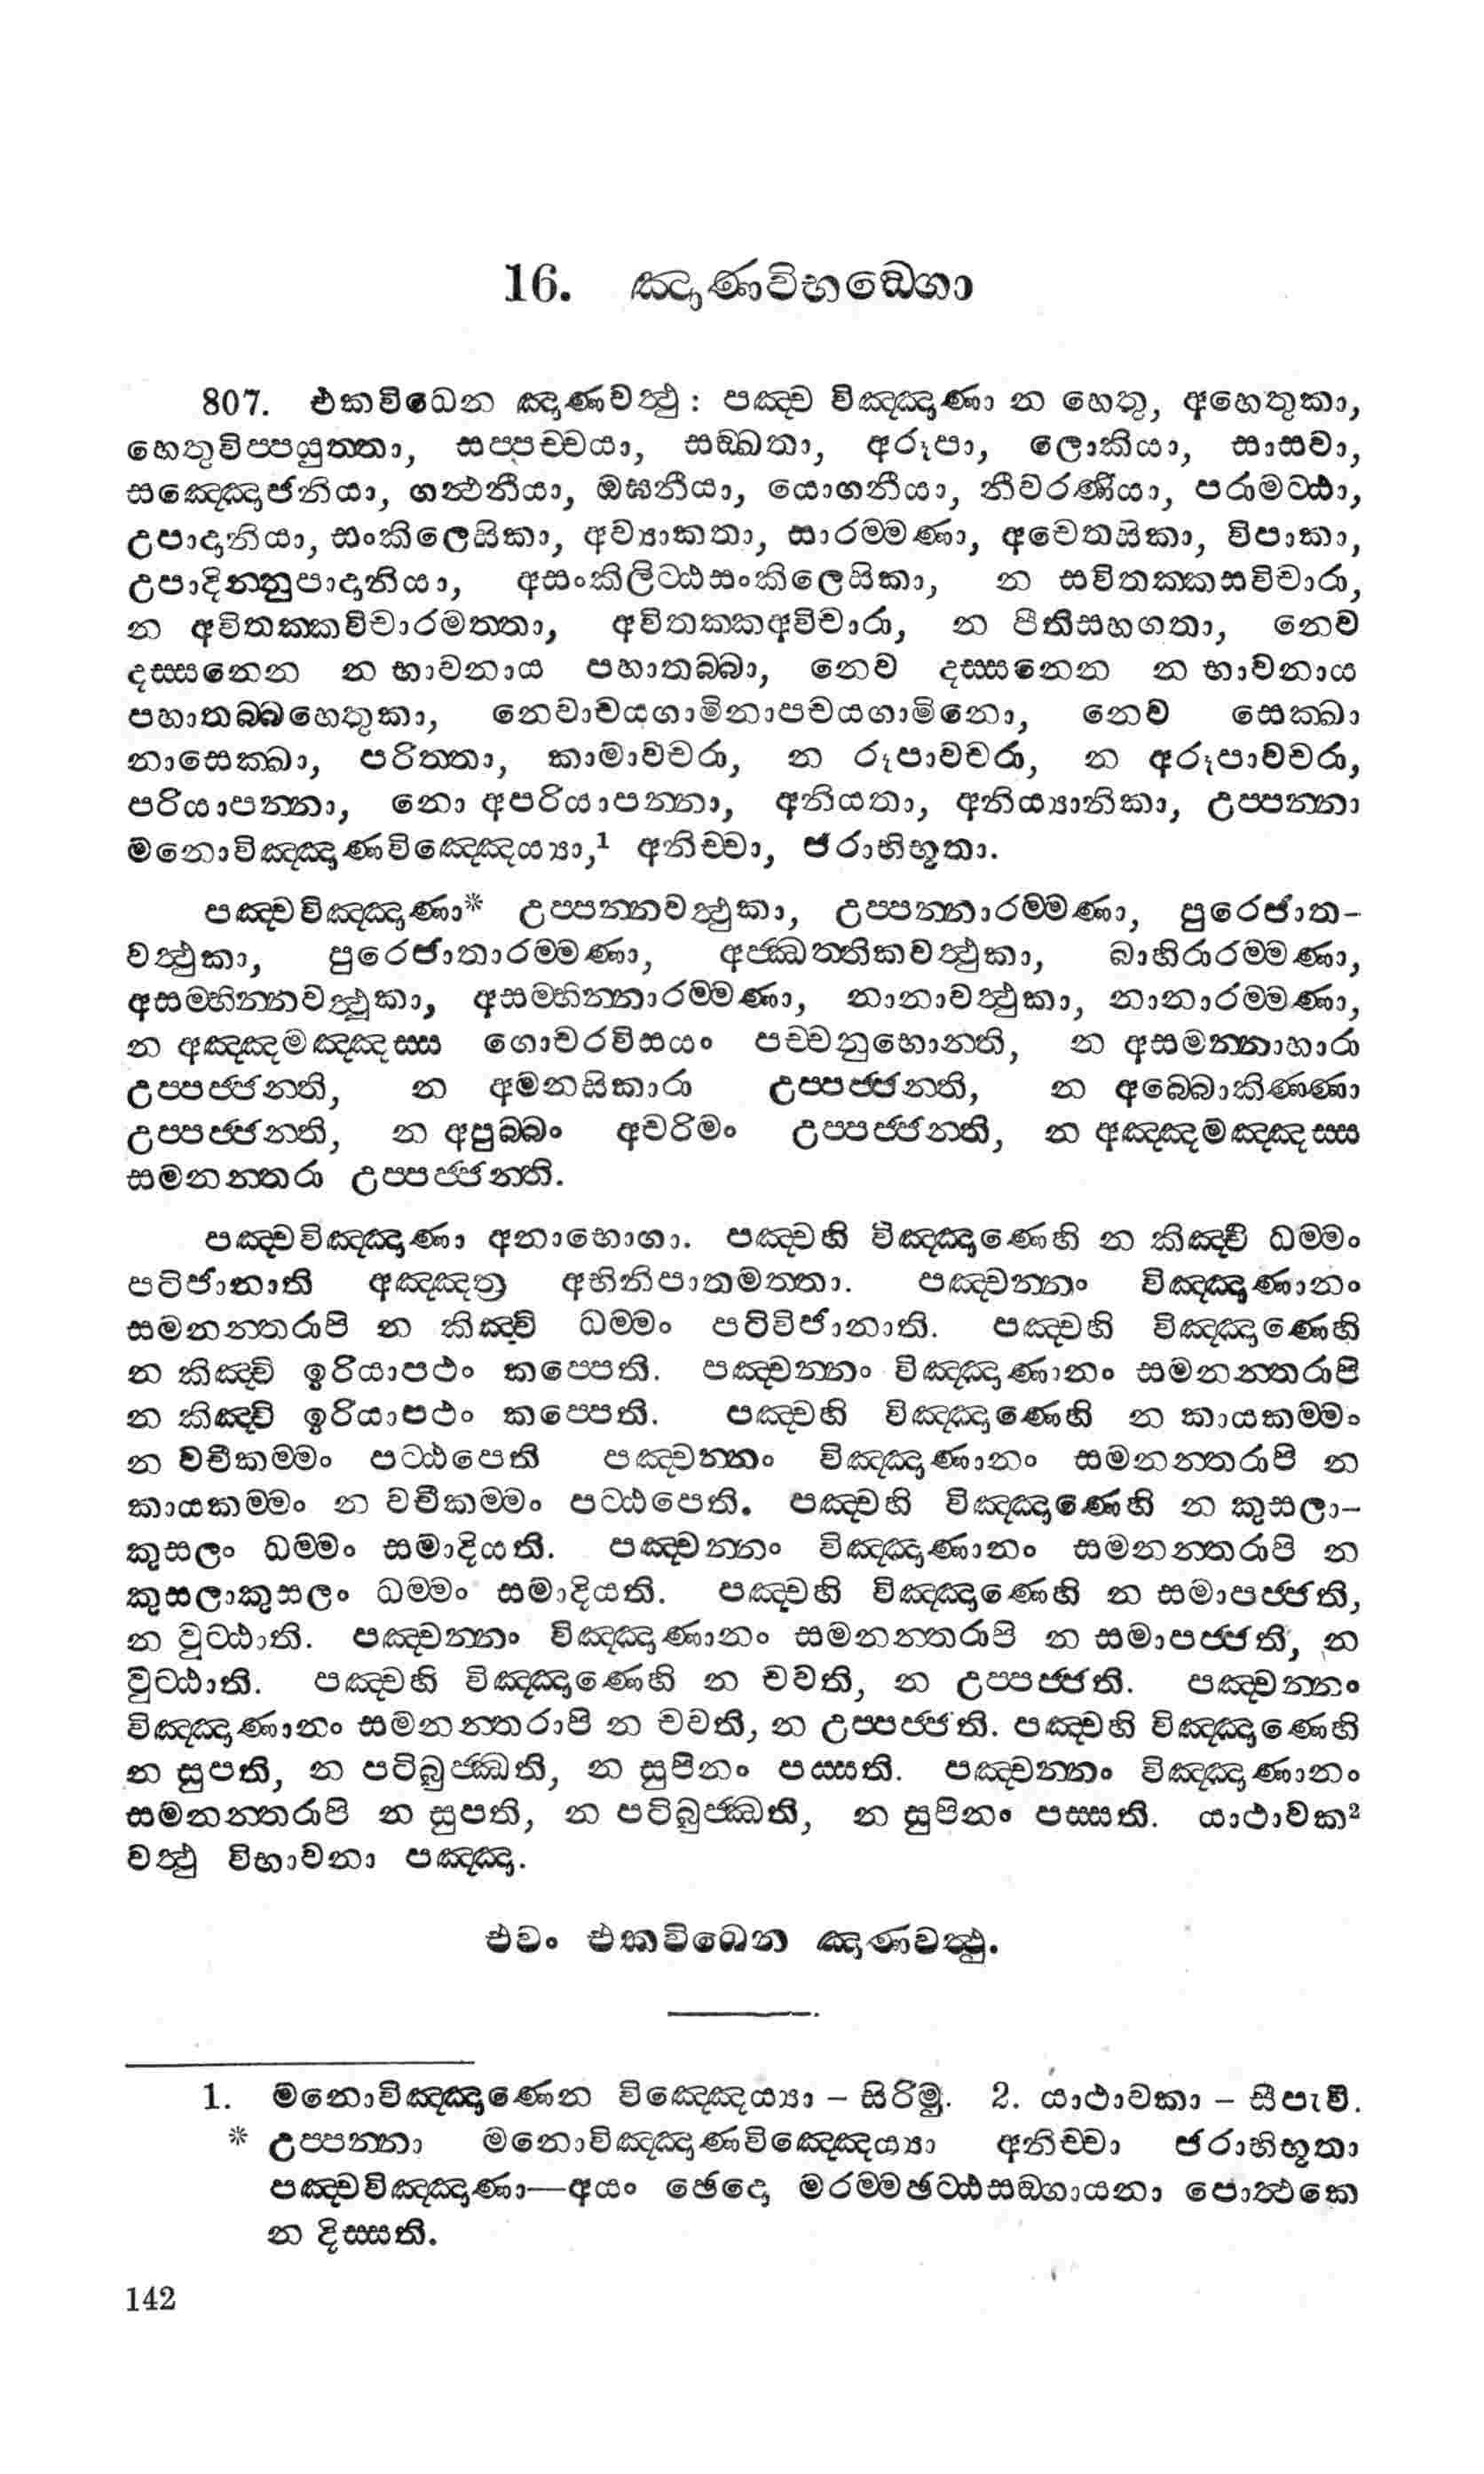 16. ඤාණවිභඞ්ගො
807. එකවිධෙන ඤාණවත්ථු : පඤ්ච විඤ්ඤාණා න හෙතු, අහෙතුකා,
හෙතුවිප්පයුත්තා, සප්පච්චයා, සඞ්ඛතා, අරූපා, ලොකියා, සාසවා,
සඤ්ඤොජනියා, ගන්ථනීයා, ඔඝනීයා, යොගනීයා, නීවරණීයා, පරාමට්ඨා,
උපාදානියා, සංකිලෙසිකා, අව්‍යාකතා, සාරම්මණා, අචෙතසිකා, විපාකා,
උපාදින්නුපාදානියා, අසංකිලිට්ඨසංකිලෙසිකා, න සවිතක්කසවිචාරා,
න අවිතක්කවිචාරමත්තා, අවිතක්කඅවිචාරා, න පීතිසහගතා, නෙව
දස්සනෙන න භාවනාය පහාතබ්බා, නෙව දස්සනෙන න භාවනාය
පහාතබ්බහෙතුකා, නෙවාචයගාමිනාපචයගාමිනො, නෙව සෙක්ඛා
නාසෙක්ඛා, පරිත්තා, කාමාවචරා, න රූපාවචරා, න අරූපාවචරා,
පරියාපන්නා, නො අපරියාපන්නා, අනියතා, අනිය්‍යානිකා, උප්පන්නා
මනොවිඤ්ඤාණවිඤ්ඤෙය්‍යා,¹ අනිච්චා, ජරාභිභූතා.
පඤ්චවිඤ්ඤාණා* උප්පන්නවත්ථුකා, උප්පන්නාරම්මණා, පුරෙජාත-
වත්ථුකා, පුරෙජාතාරම්මණා, අජ්ඣත්තිකවත්ථුකා, බාහිරාරම්මණා,
අසම්භින්නවත්ථූකා, අසම්භින්නාරම්මණා, නානාවත්ථුකා, නානාරම්මණා,
න අඤ්ඤමඤ්ඤස්ස ගොචරවිසයං පච්චනුභොන්ති, න අසමන්නාහාරා
උප්පජ්ජන්ති, න අමනසිකාරා උප්පජ්ජන්ති, න අබ්බොකිණ්ණා
උප්පජ්ජන්ති, න අපුබ්බං අචරිමං උප්පජ්ජන්ති, න අඤ්ඤමඤ්ඤස්ස
සමනන්තරා උප්පජ්ජන්ති.
පඤ්චවිඤ්ඤාණා අනාභොගා. පඤ්චහි විඤ්ඤාණෙහි න කිඤ්චි ධම්මං
පටිජානාති අඤ්ඤත්‍ර අභිනිපාතමත්තා. පඤ්චන්නං විඤ්ඤාණානං
සමනන්තරාපි න කිඤ්චි ධම්මං පටිවිජානාති. පඤ්චහි විඤ්ඤාණෙහි
න කිඤ්චි ඉරියාපථං කප්පෙති. පඤ්චන්නං විඤ්ඤාණානං සමනන්තරාපි
න කිඤ්චි ඉරියාපථං කප්පෙති. පඤ්චහි විඤ්ඤාණෙහි න කායකම්මං
න වචීකම්මං පට්ඨපෙති පඤ්චන්නං විඤ්ඤාණානං සමනන්තරාපි න
කායකම්මං න වචීකම්මං පට්ඨපෙති. පඤ්චහි විඤ්ඤාණෙහි න කුසලා-
කුසලං ධම්මං සමාදියති. පඤ්චන්නං විඤ්ඤාණානං සමනන්තරාපි න
කුසලාකුසලං ධම්මං සමාදියති. පඤ්චහි විඤ්ඤාණෙහි න සමාපජ්ජති,
න වුට්ඨාති. පඤ්චන්නං විඤ්ඤාණානං සමනන්තරාපි න සමාපජ්ජති, න
වුට්ඨාති. පඤ්චහි විඤ්ඤාණෙහි න චවති, න උප්පජ්ජති. පඤ්චන්නං
විඤ්ඤාණානං සමනන්තරාපි න චවති, න උප්පජ්ජති. පඤ්චහි විඤ්ඤාණෙහි
න සුපති, න පටිබුජ්ඣති, න සුපිනං පස්සති. පඤ්චන්නං විඤ්ඤාණානං
සමනන්තරාපි න සුපති, න පටිබුජ්ඣති, න සුපිනං පස්සති. යාථාවක²
වත්ථු විභාවනා පඤ්ඤා.
එවං එකවිධෙන ඤාණවත්ථු.
1. මනොවිඤ්ඤාණෙන විඤ්ඤෙය්‍යා – සිරිමු. 2. යාථාවකා – සීපැවි.
* උප්පන්නා මනොවිඤ්ඤාණවිඤ්ඤෙය්‍යා අනිච්චා ජරාභිභූතා
පඤ්චවිඤ්ඤාණා—අයං ඡෙදො මරම්මඡට්ඨසඞ්ගායනා පොත්ථකෙ
න දිස්සති.
142